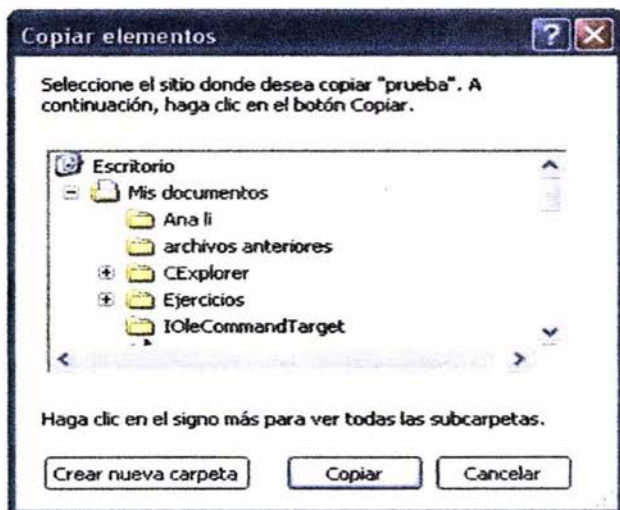 Copiar elementos
Seleccione el sitio donde desea copiar "prueba". A
continuación, haga clic en el botón Copiar.
Escritorio
Mis documentos
Ana li
archivos anteriores
CExplorer
Ejercicios
IOleCommandTarget
Haga clic en el signo más para ver todas las subcarpetas.
Crear nueva carpeta
Copiar
Cancelar